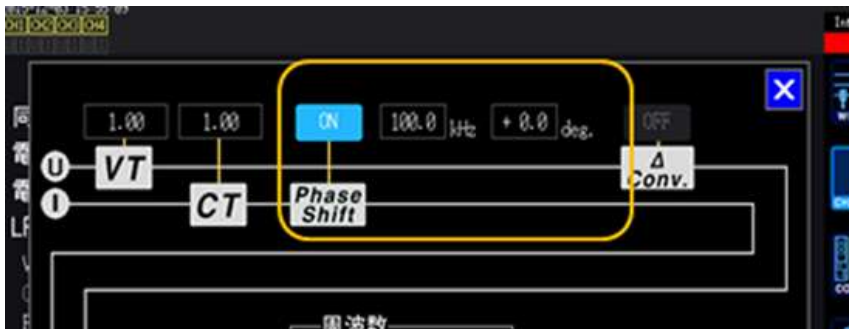 CH1 CH2 CH3 CH4
1.00 1.00 ON 100.0 kHz + 0.0 deg. OFF
U VT Δ Conv.
I CT Phase Shift
周波数